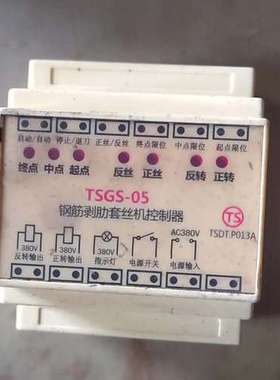 启动/自动 停止/退刀 正丝/反丝 终点限位 中点限位 起点限位
终点 中点 起点 反丝 正丝 反转 正转
TSGS-05
钢筋剥肋套丝机控制器
TS
TSDT.P013A
380V 380V 380V AC380V
反转输出 正转输出 指示灯 电源开关 电源输入